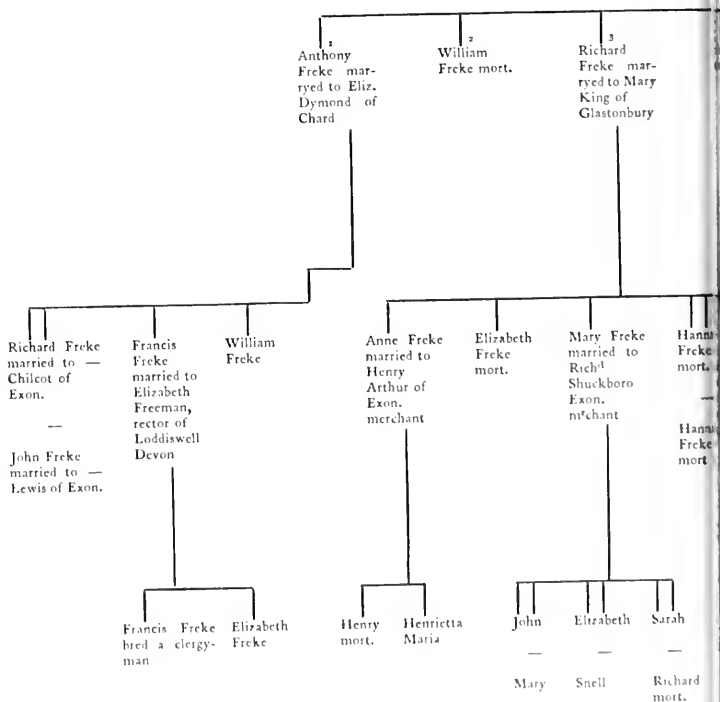 1
Anthony
Freke mar-
ryed to Eliz.
Dymond of
Chard
2
William
Freke mort.
3
Richard
Freke mar-
ryed to Mary
King of
Glastonbury
Richard Freke
married to —
Chilcot of
Exon.
—
John Freke
married to —
Lewis of Exon.
Francis
Freke
married to
Elizabeth
Freeman,
rector of
Loddiswell
Devon
William
Freke
Anne Freke
married to
Henry
Arthur of
Exon.
merchant
Elizabeth
Freke
mort.
Mary Freke
married to
Richd
Shuckboro
Exon.
mrchant
Freke
mort.
—
Freke
mort
Francis Freke
bred a clergy-
man
Elizabeth
Freke
Henry
mort.
Henrietta
Maria
John
—
Mary
Elizabeth
—
Snell
Sarah
—
Richard
mort.